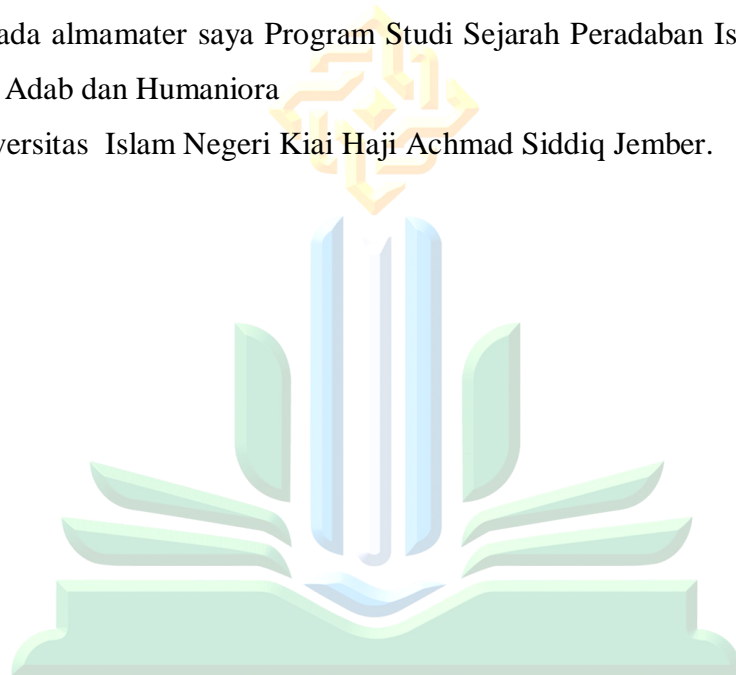 ada almamater saya Program Studi Sejarah Peradaban Is
Adab dan Humaniora
versitas Islam Negeri Kiai Haji Achmad Siddiq Jember.